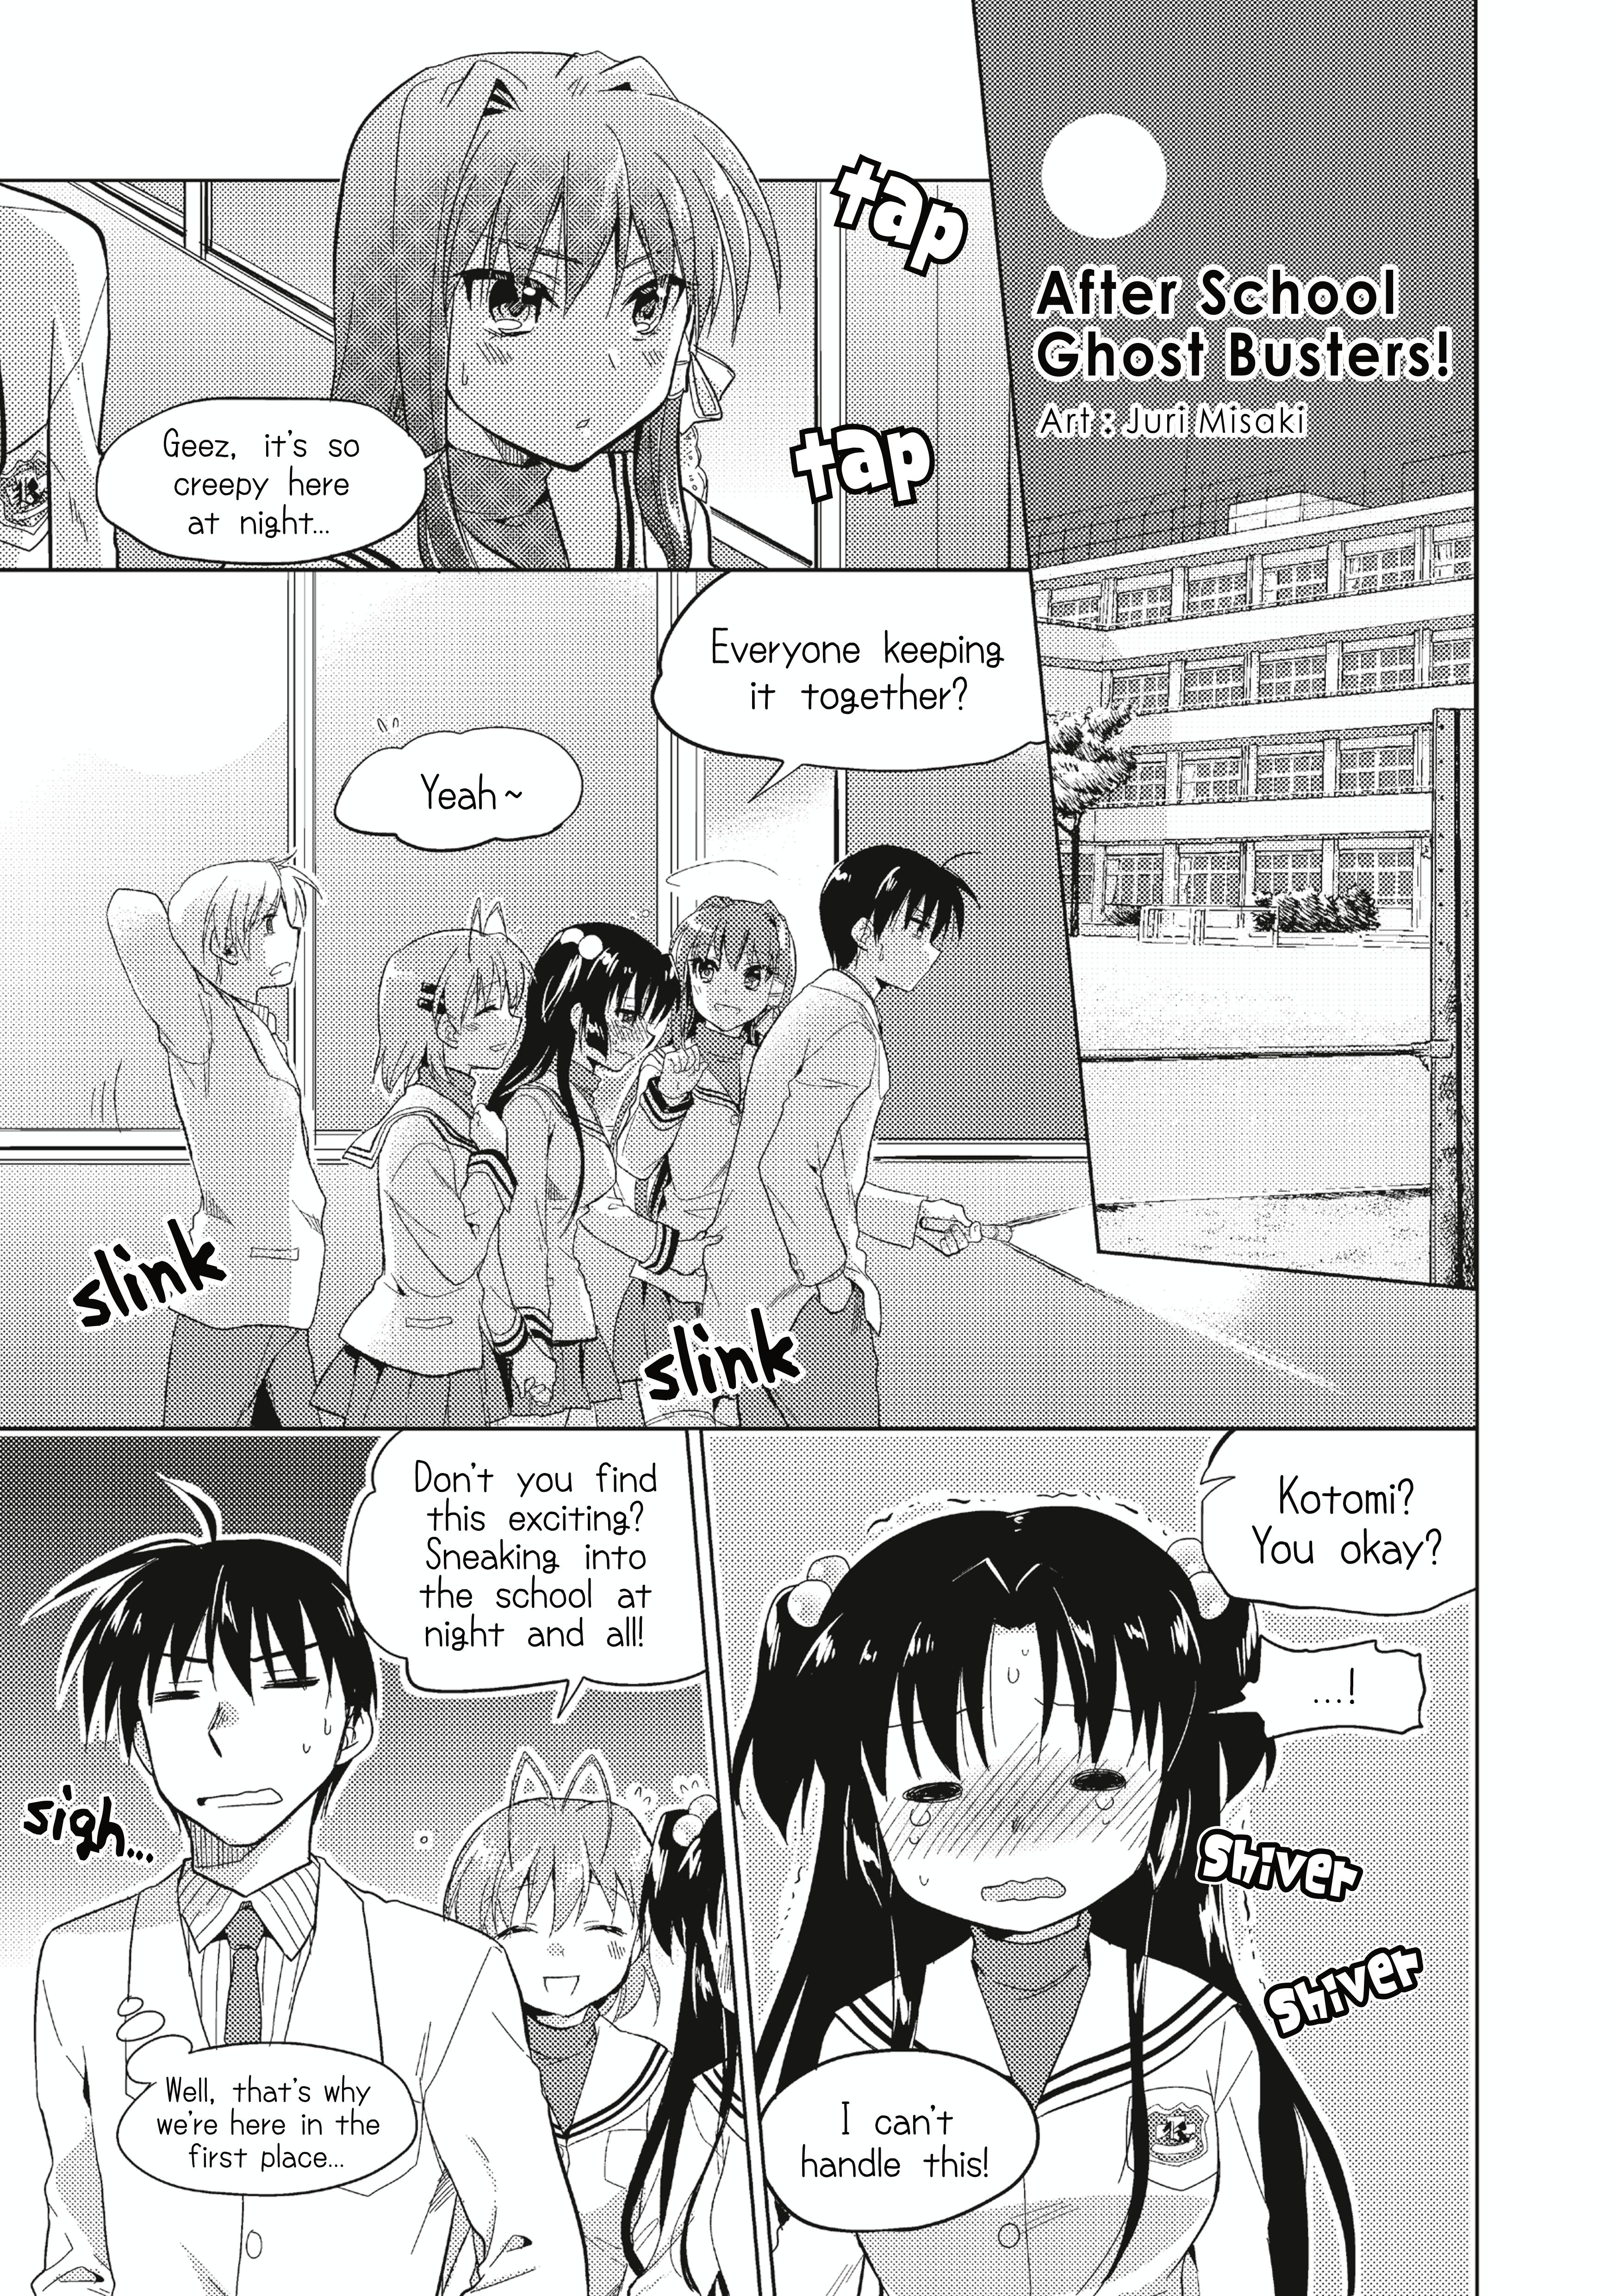 After School
Ghost Busters!
Art : Juri Misaki
tap
tap
Geez, it's so
creepy here
at night...
Everyone keeping
it together?
Yeah~
slink
slink
Kotomi?
You okay?
...!
Shiver
Shiver
I can't
handle this!
Don't you find
this exciting?
Sneaking into
the school at
night and all!
sigh...
Well, that's why
we're here in the
first place...